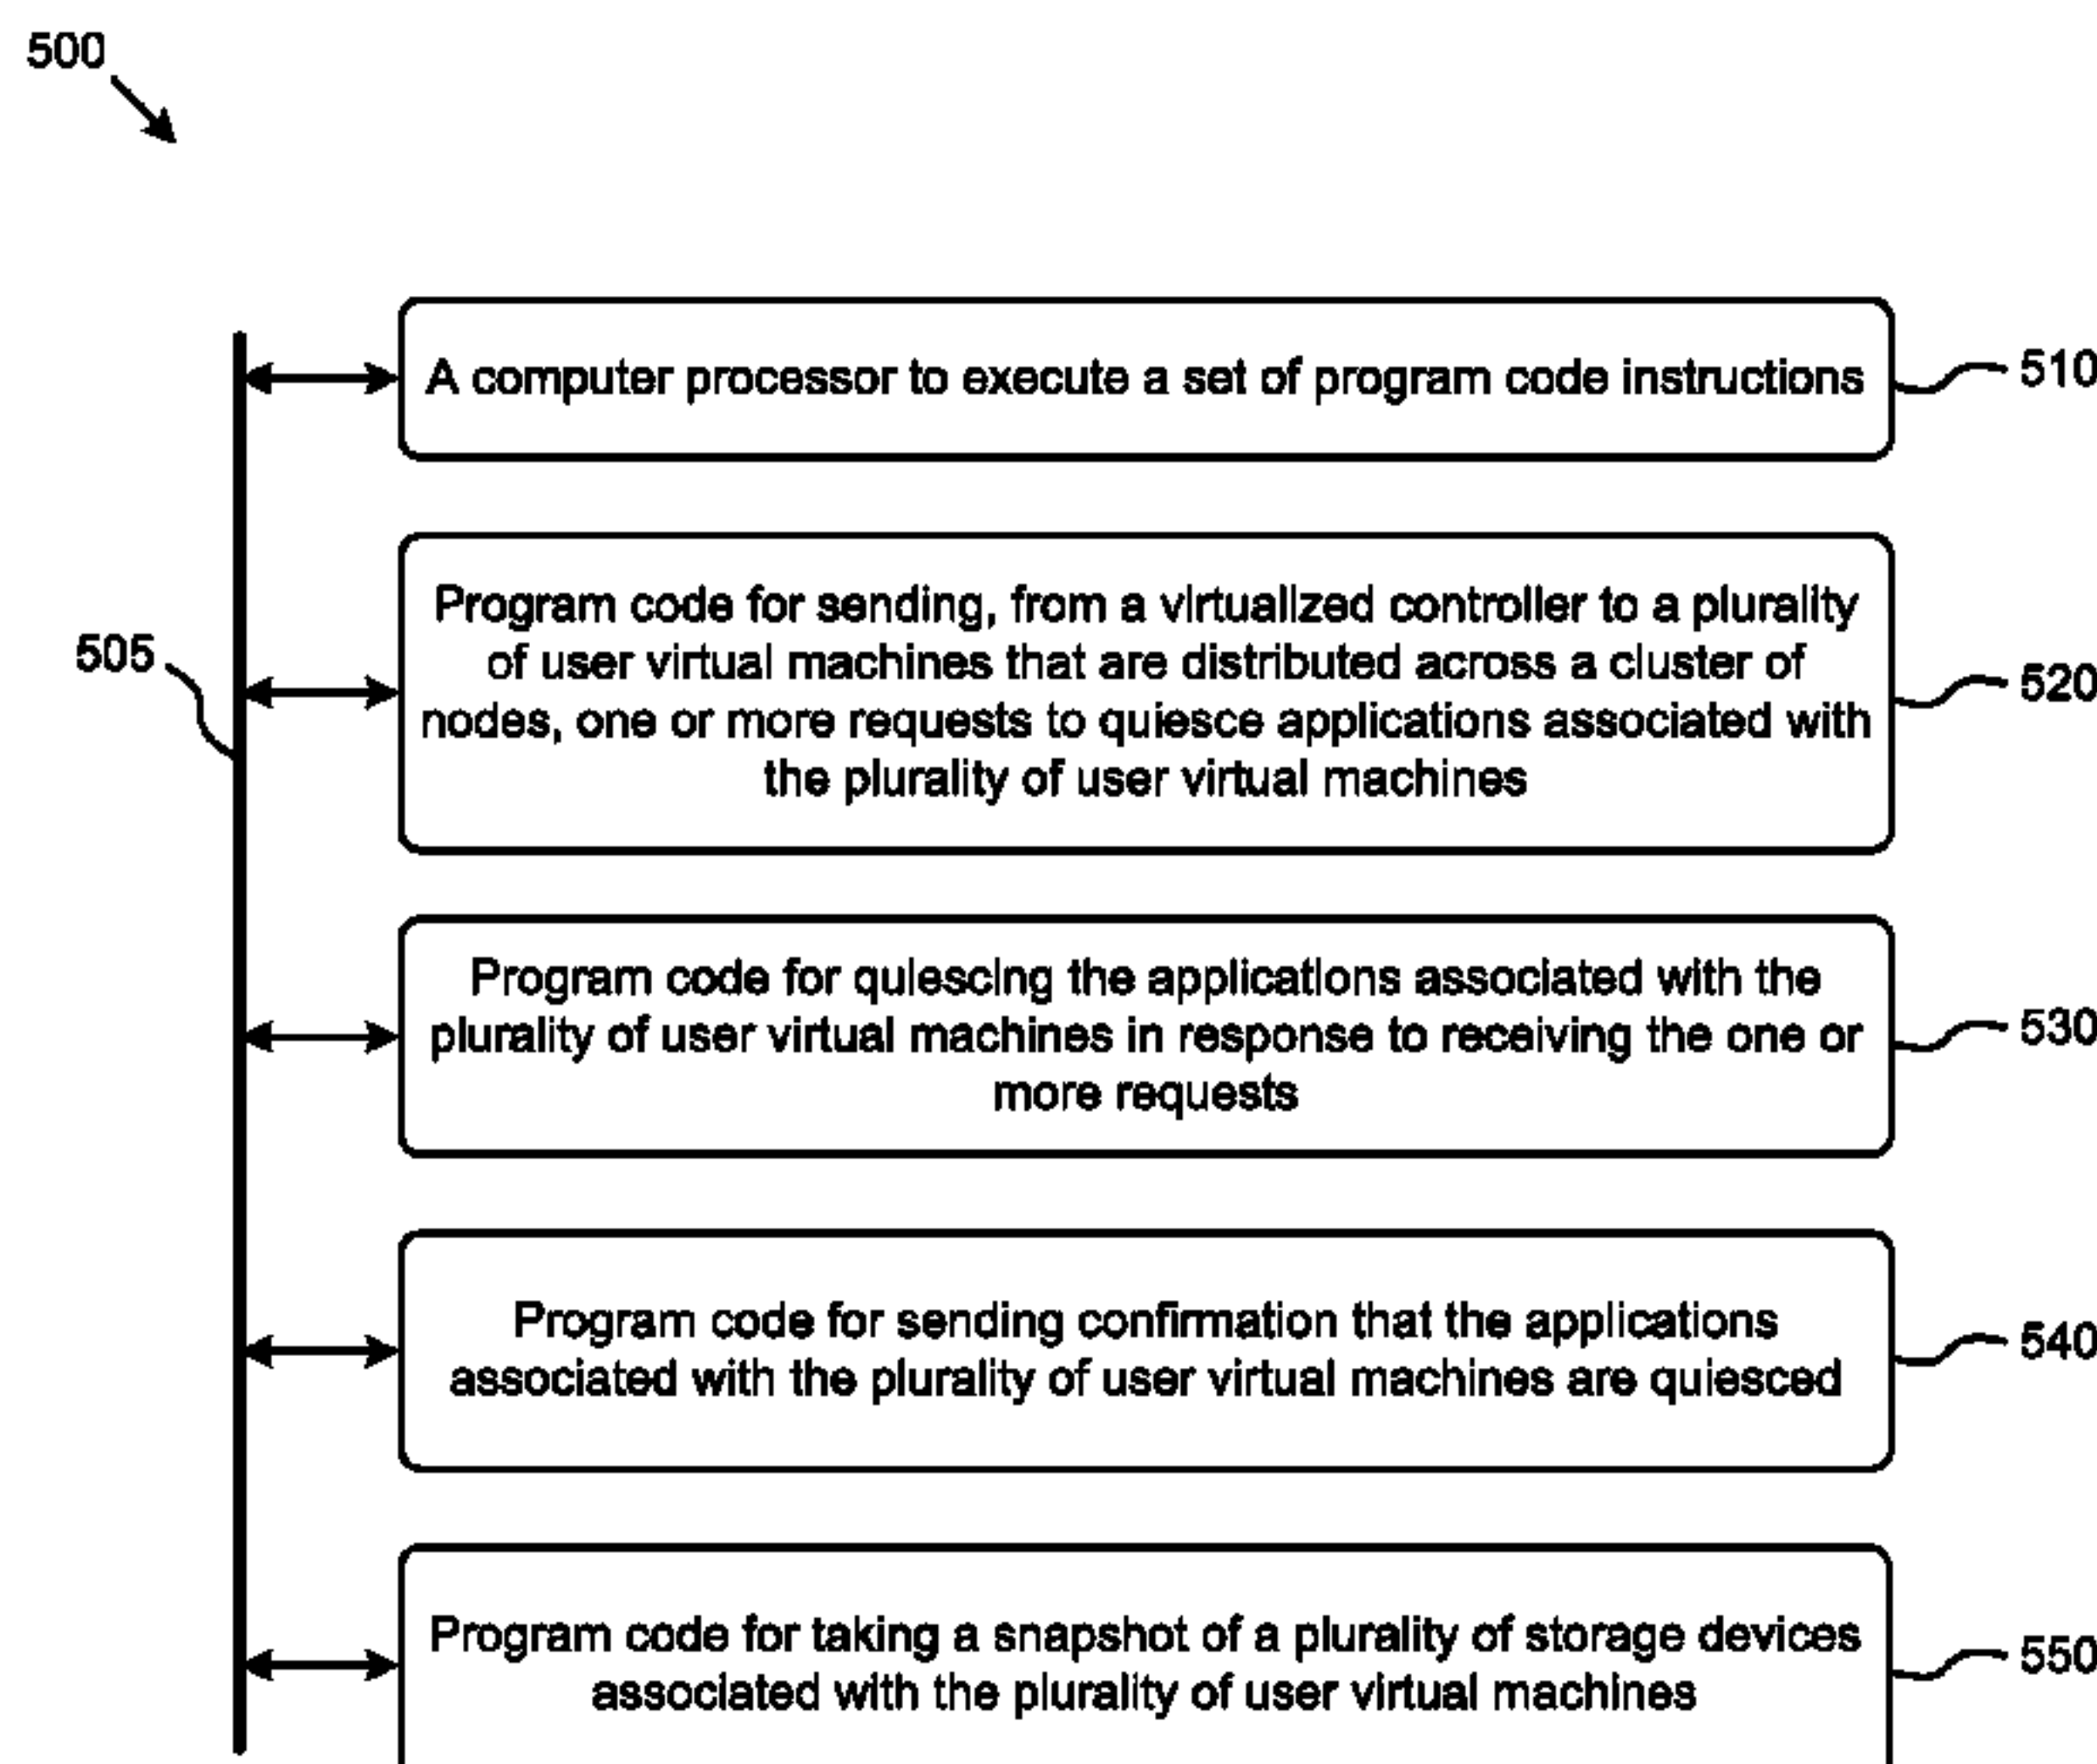 500
A computer processor to execute a set of program code instructions
510
Program code for sending, from a virtualized controller to a plurality
of user virtual machines that are distributed across a cluster of
nodes, one or more requests to quiesce applications associated with
the plurality of user virtual machines
505
520
Program code for quiescing the applications associated with the
plurality of user virtual machines in response to receiving the one or
more requests
530
Program code for sending confirmation that the applications
associated with the plurality of user virtual machines are quiesced
540
Program code for taking a snapshot of a plurality of storage devices
associated with the plurality of user virtual machines
550